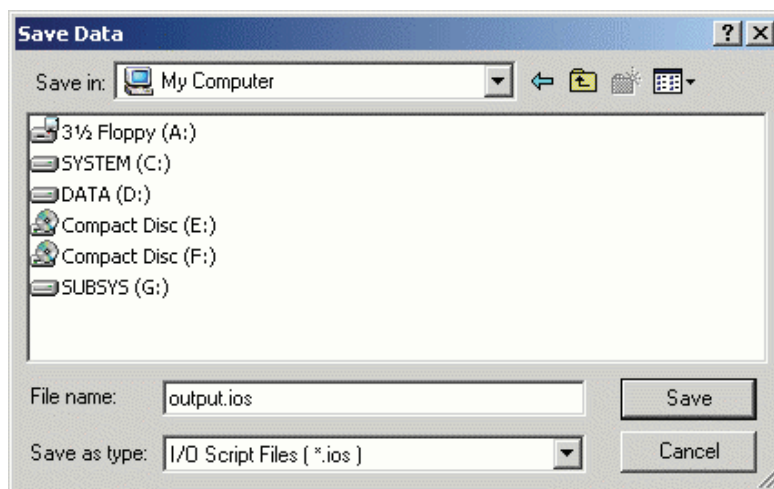 Save Data
Save in: My Computer
3½ Floppy (A:)
SYSTEM (C:)
DATA (D:)
Compact Disc (E:)
Compact Disc (F:)
SUBSYS (G:)
File name: output.ios Save
Save as type: I/O Script Files ( *.ios ) Cancel